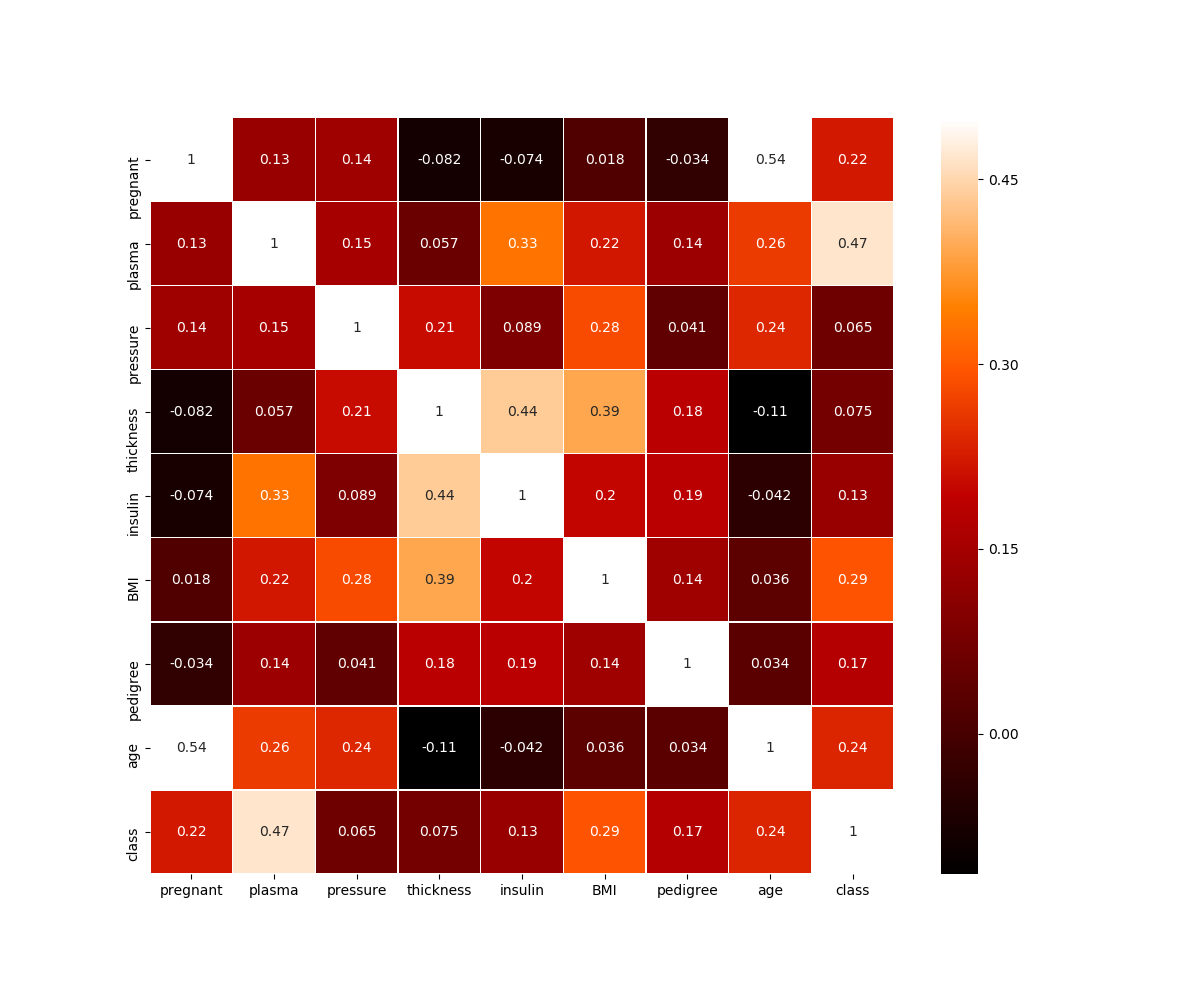 pregnant 1 0.13 0.14 -0.082 -0.074 0.018 -0.034 0.54 0.22
plasma 0.13 1 0.15 0.057 0.33 0.22 0.14 0.26 0.47
pressure 0.14 0.15 1 0.21 0.089 0.28 0.041 0.24 0.065
thickness -0.082 0.057 0.21 1 0.44 0.39 0.18 -0.11 0.075
insulin -0.074 0.33 0.089 0.44 1 0.2 0.19 -0.042 0.13
BMI 0.018 0.22 0.28 0.39 0.2 1 0.14 0.036 0.29
pedigree -0.034 0.14 0.041 0.18 0.19 0.14 1 0.034 0.17
age 0.54 0.26 0.24 -0.11 -0.042 0.036 0.034 1 0.24
class 0.22 0.47 0.065 0.075 0.13 0.29 0.17 0.24 1
pregnant plasma pressure thickness insulin BMI pedigree age class
0.45
0.30
0.15
0.00